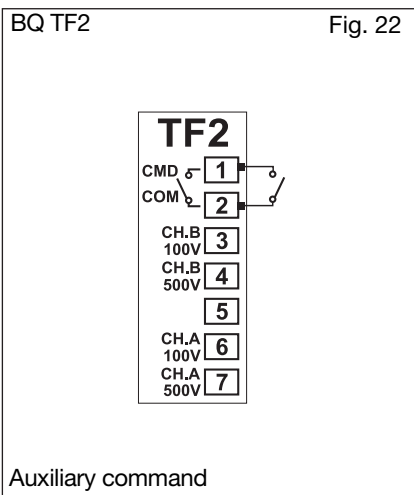 BQ TF2 Fig. 22
TF2
CMD 1
COM 2
CH.B
100V 3
CH.B
500V 4
5
CH.A
100V 6
CH.A
500V 7
Auxiliary command